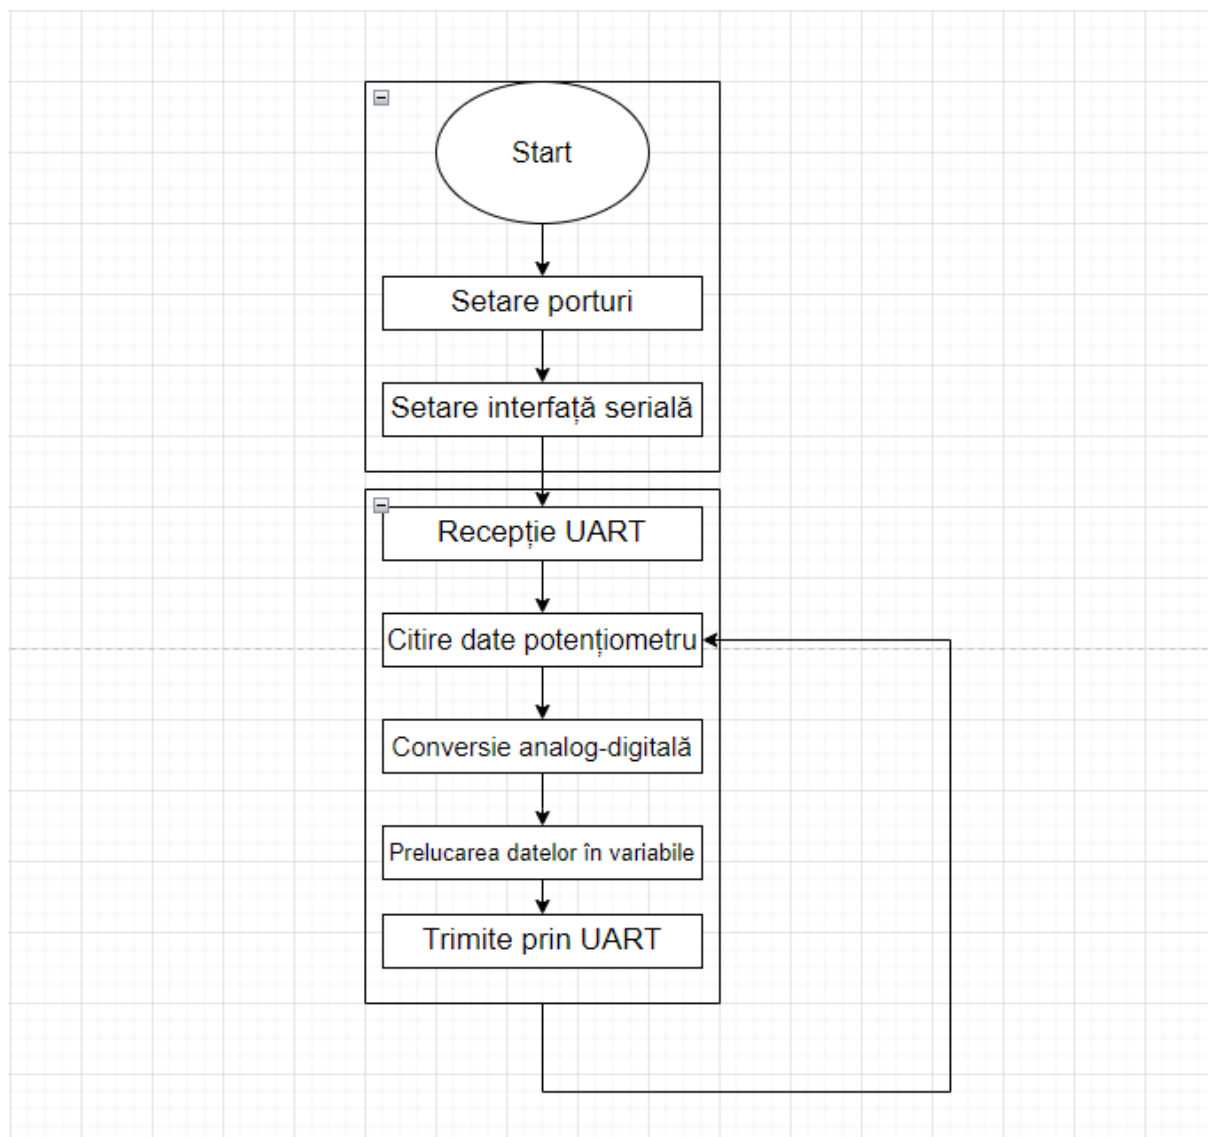 Start
Setare porturi
Setare interfață serială
Recepție UART
Citire date potențiometru
Conversie analog-digitală
Prelucarea datelor în variabile
Trimite prin UART